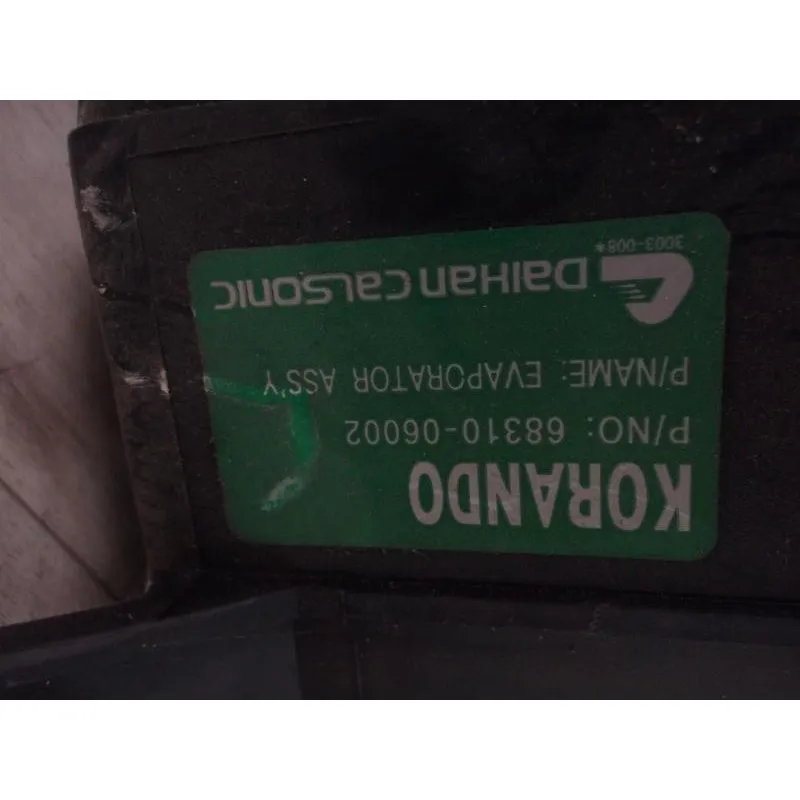 KORANDO
P/NO: 68310-06002
P/NAME: EVAPORATOR ASS'Y
DAIHAN CALSONIC
3003-008*